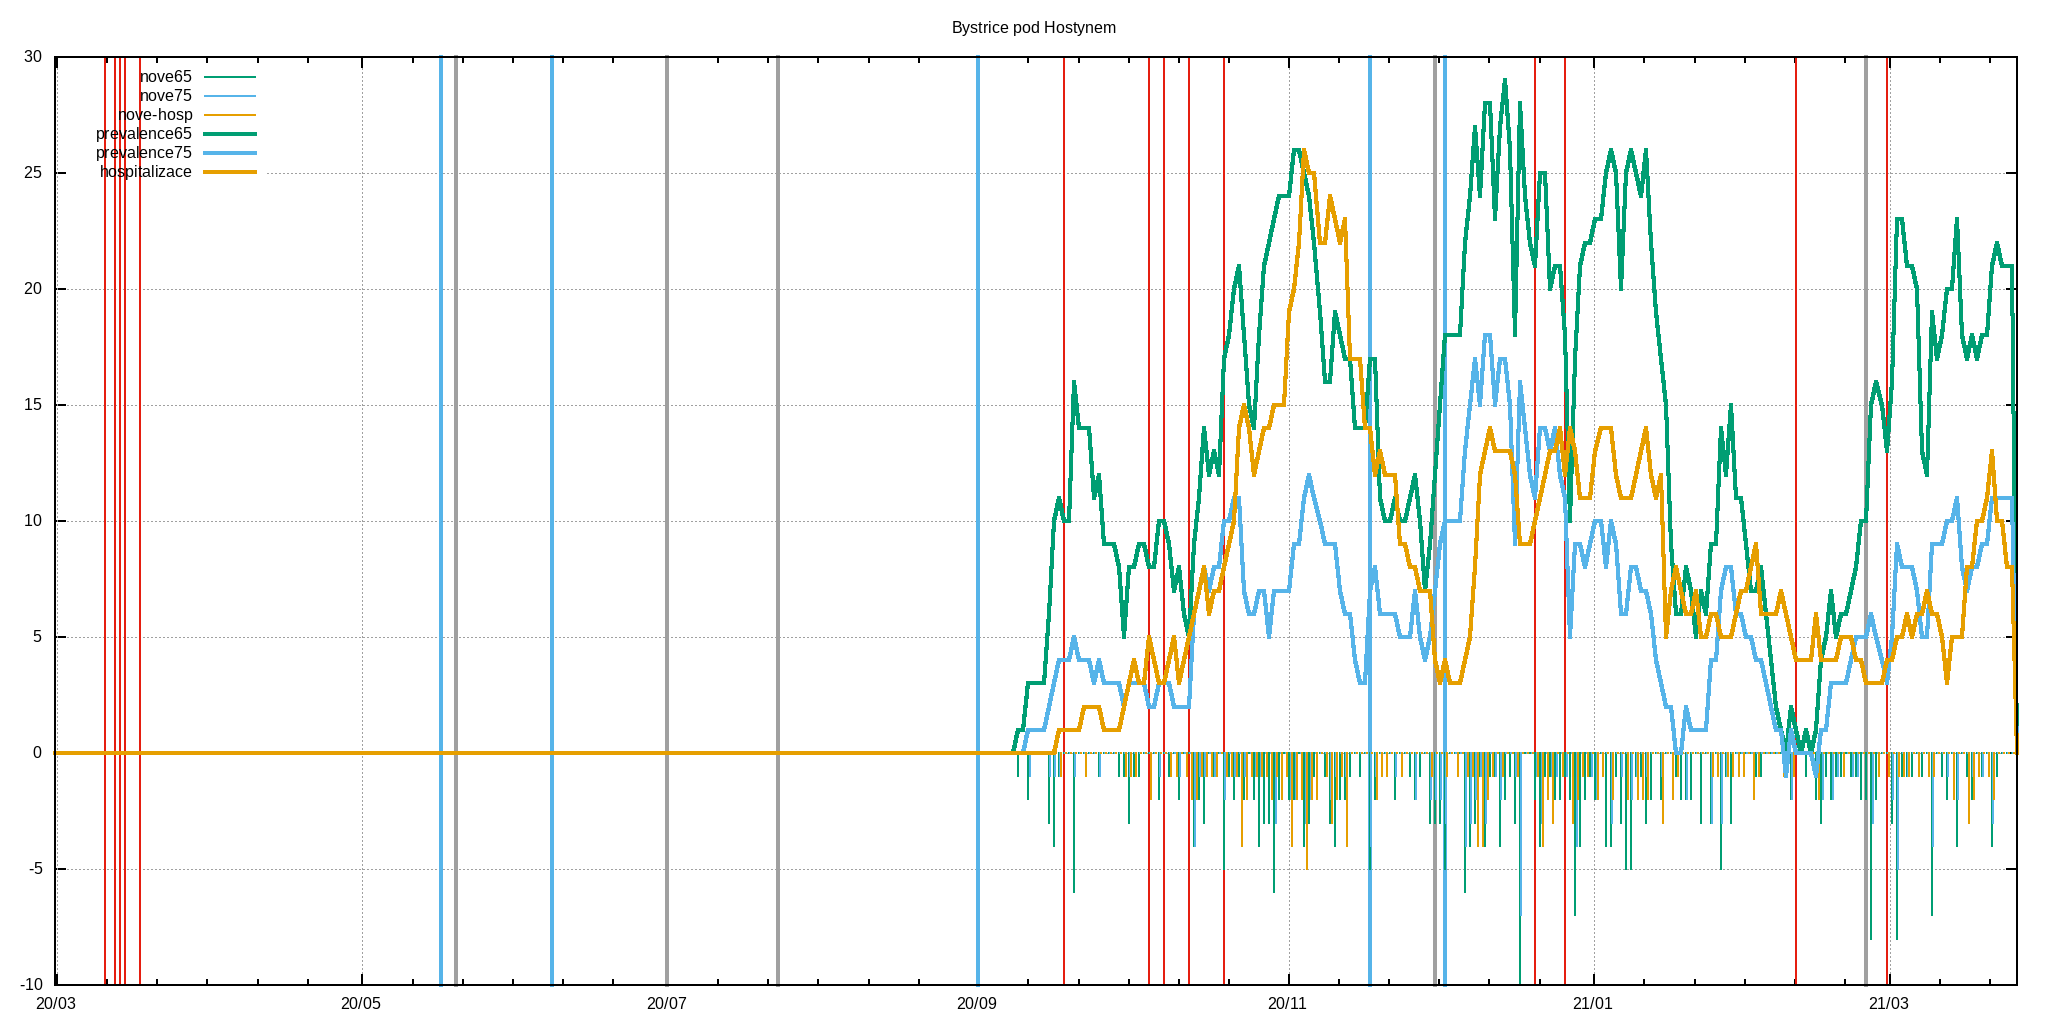 Bystrice pod Hostynem
30
25
20
15
10
5
0
-5
-10
nove65
nove75
nove-hosp
prevalence65
prevalence75
hospitalizace
20/03 20/05 20/07 20/09 20/11 21/01 21/03